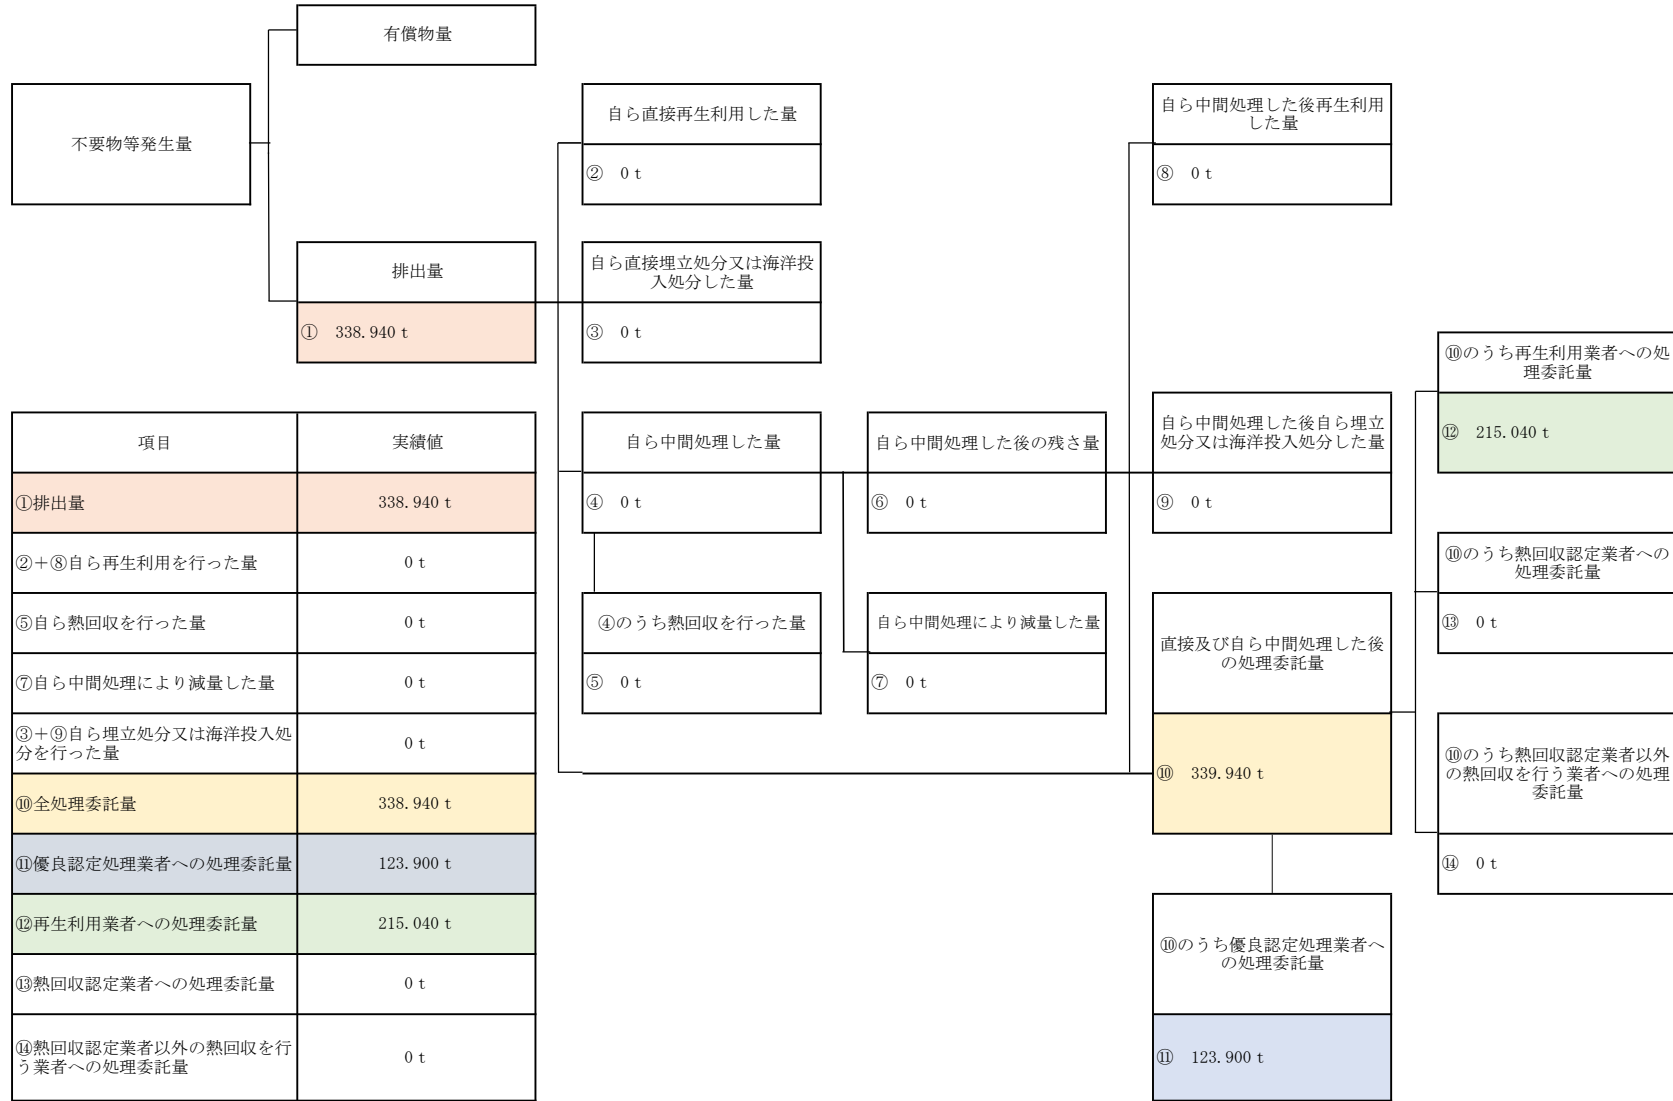 有償物量
不要物等発生量
自ら直接再生利用した量
② 0 t
自ら中間処理した後再生利用
した量
⑧ 0 t
排出量
① 338.940 t
自ら直接埋立処分又は海洋投
入処分した量
③ 0 t
⑩のうち再生利用業者への処
理委託量
⑫ 215.040 t
項目
実績値
①排出量
338.940 t
②+⑧自ら再生利用を行った量
0 t
⑤自ら熱回収を行った量
0 t
⑦自ら中間処理により減量した量
0 t
③+⑨自ら埋立処分又は海洋投入処
分を行った量
0 t
⑩全処理委託量
338.940 t
⑪優良認定処理業者への処理委託量
123.900 t
⑫再生利用業者への処理委託量
215.040 t
⑬熱回収認定業者への処理委託量
0 t
⑭熱回収認定業者以外の熱回収を行
う業者への処理委託量
0 t
自ら中間処理した量
④ 0 t
自ら中間処理した後の残さ量
⑥ 0 t
自ら中間処理した後自ら埋立
処分又は海洋投入処分した量
⑨ 0 t
④のうち熱回収を行った量
⑤ 0 t
自ら中間処理により減量した量
⑦ 0 t
直接及び自ら中間処理した後
の処理委託量
⑩ 339.940 t
⑩のうち熱回収認定業者への
処理委託量
⑬ 0 t
⑩のうち熱回収認定業者以外
の熱回収を行う業者への処理
委託量
⑭ 0 t
⑩のうち優良認定処理業者へ
の処理委託量
⑪ 123.900 t